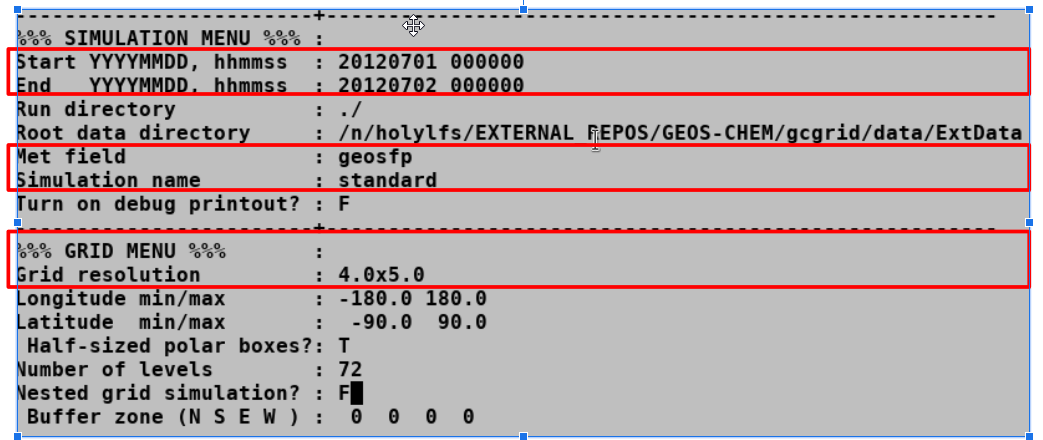 ------------------------+------------------------------------------------------
%%% SIMULATION MENU %%% :
Start YYYYMMDD, hhmmss  : 20120701 000000
End   YYYYMMDD, hhmmss  : 20120702 000000
Run directory           : ./
Root data directory     : /n/holylfs/EXTERNAL_REPOS/GEOS-CHEM/gcgrid/data/ExtData
Met field               : geosfp
Simulation name         : standard
Turn on debug printout? : F
------------------------+------------------------------------------------------
%%% GRID MENU %%%       :
Grid resolution         : 4.0x5.0
Longitude min/max       : -180.0 180.0
Latitude  min/max       :  -90.0  90.0
 Half-sized polar boxes?: T
Number of levels        : 72
Nested grid simulation? : F
 Buffer zone (N S E W ) :  0  0  0  0